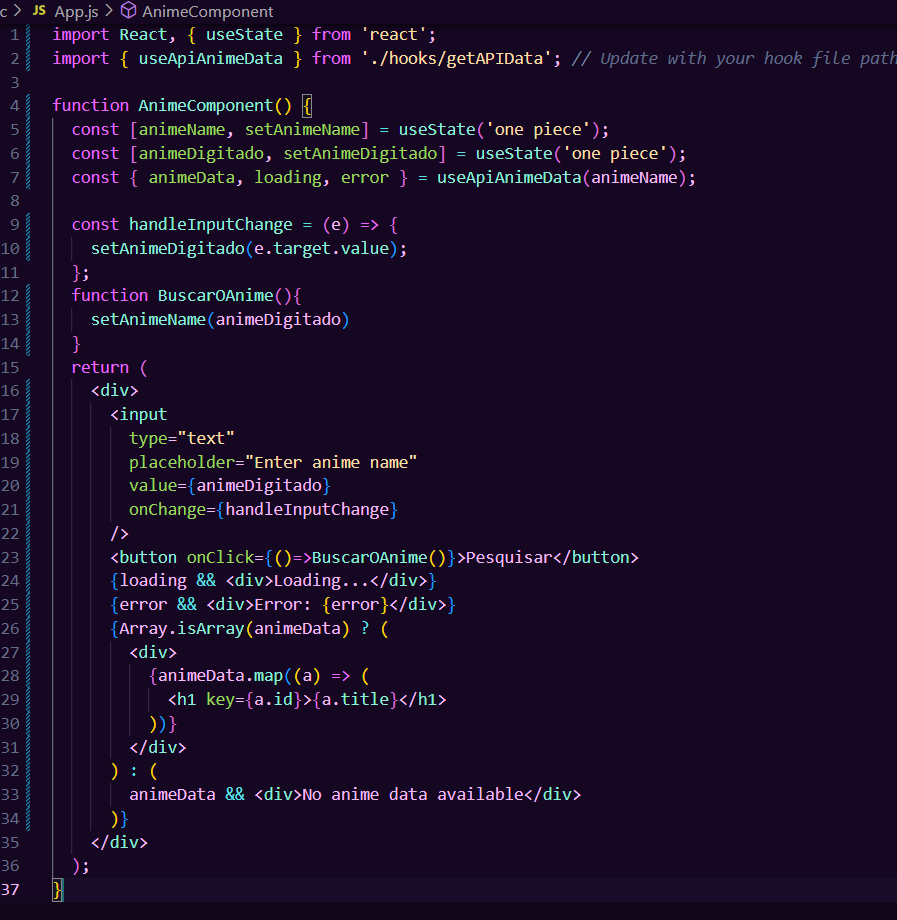 c > JS App.js > AnimeComponent
1 import React, { useState } from 'react';
2 import { useApiAnimeData } from './hooks/getAPIData'; // Update with your hook file path
3
4 function AnimeComponent() {
5 const [animeName, setAnimeName] = useState('one piece');
6 const [animeDigitado, setAnimeDigitado] = useState('one piece');
7 const { animeData, loading, error } = useApiAnimeData(animeName);
8
9 const handleInputChange = (e) => {
10 setAnimeDigitado(e.target.value);
11 };
12 function BuscarOAnime(){
13 setAnimeName(animeDigitado)
14 }
15 return (
16 <div>
17 <input
18 type="text"
19 placeholder="Enter anime name"
20 value={animeDigitado}
21 onChange={handleInputChange}
22 />
23 <button onClick={()=>BuscarOAnime()}>Pesquisar</button>
24 {loading && <div>Loading...</div>}
25 {error && <div>Error: {error}</div>}
26 {Array.isArray(animeData) ? (
27 <div>
28 {animeData.map((a) => (
29 <h1 key={a.id}>{a.title}</h1>
30 ))}
31 </div>
32 ) : (
33 animeData && <div>No anime data available</div>
34 )}
35 </div>
36 );
37 }